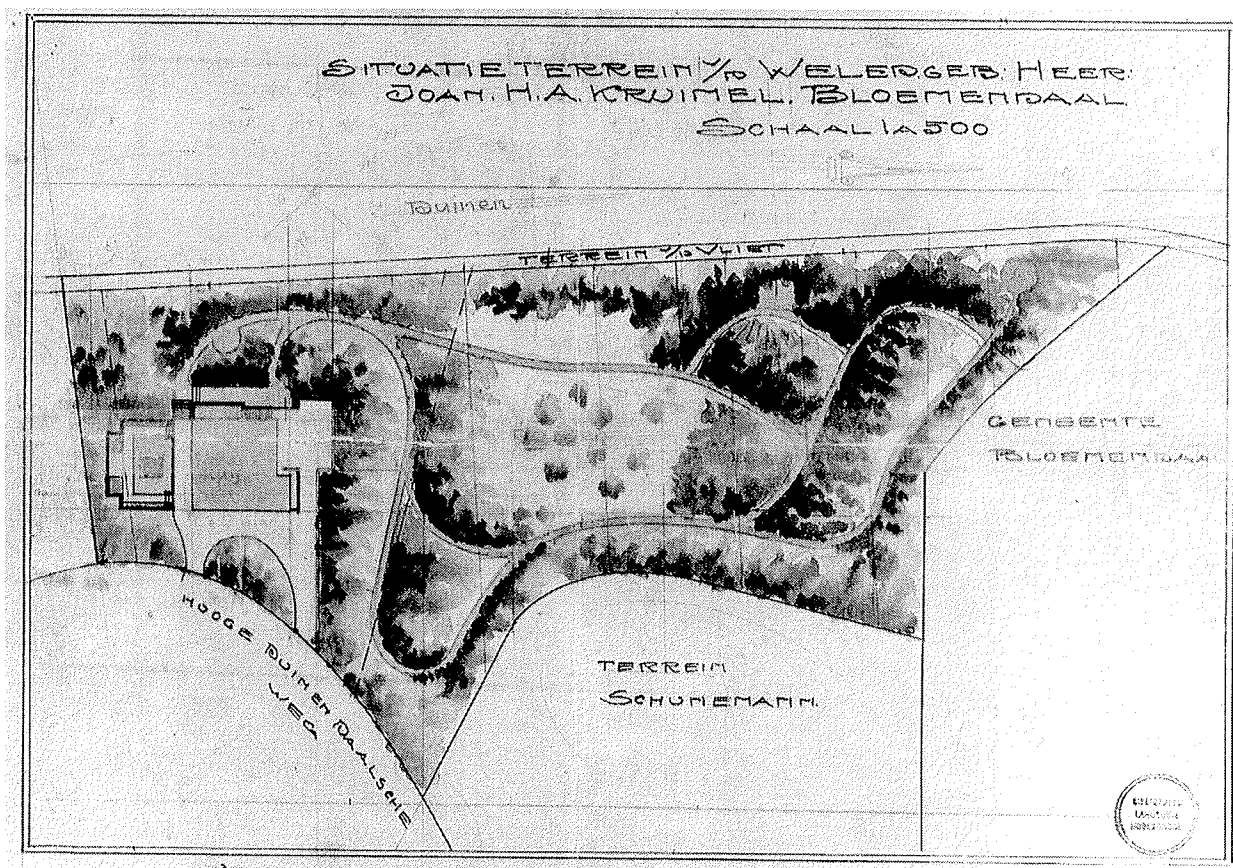 SITUATIE TERREIN V/D WELEDGEB: HEER:
JOAN. H.A. KRUIMEL. BLOEMENDAAL
SCHAAL 1 A 500
Duinen
TERREIN V/D VLIET
GEMEENTE
BLOEMENDAA
HOOGE DUIN EN DAALSCHE
WEG
TERREIN
SCHUNEMANN.